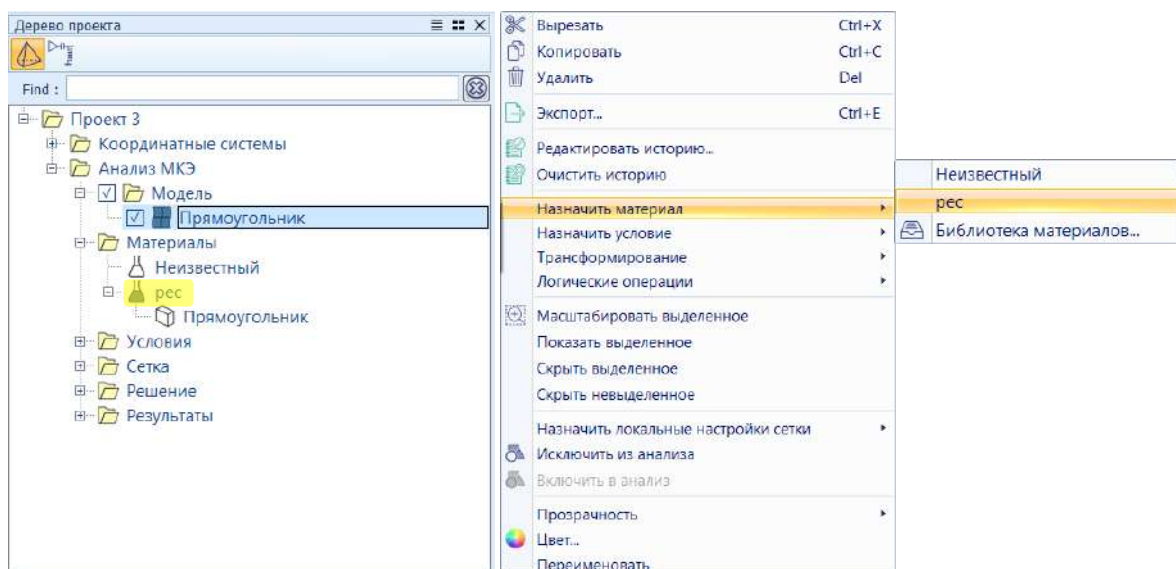 Дерево проекта
Find :
Проект 3
Координатные системы
Анализ МКЭ
Модель
Прямоугольник
Материалы
Неизвестный
рес
Прямоугольник
Условия
Сетка
Решение
Результаты
Вырезать Ctrl+X
Копировать Ctrl+C
Удалить Del
Экспорт... Ctrl+E
Редактировать историю...
Очистить историю
Назначить материал
Назначить условие
Трансформирование
Логические операции
Масштабировать выделенное
Показать выделенное
Скрыть выделенное
Скрыть невыделенное
Назначить локальные настройки сетки
Исключить из анализа
Включить в анализ
Прозрачность
Цвет...
Переименовать
Неизвестный
рес
Библиотека материалов...